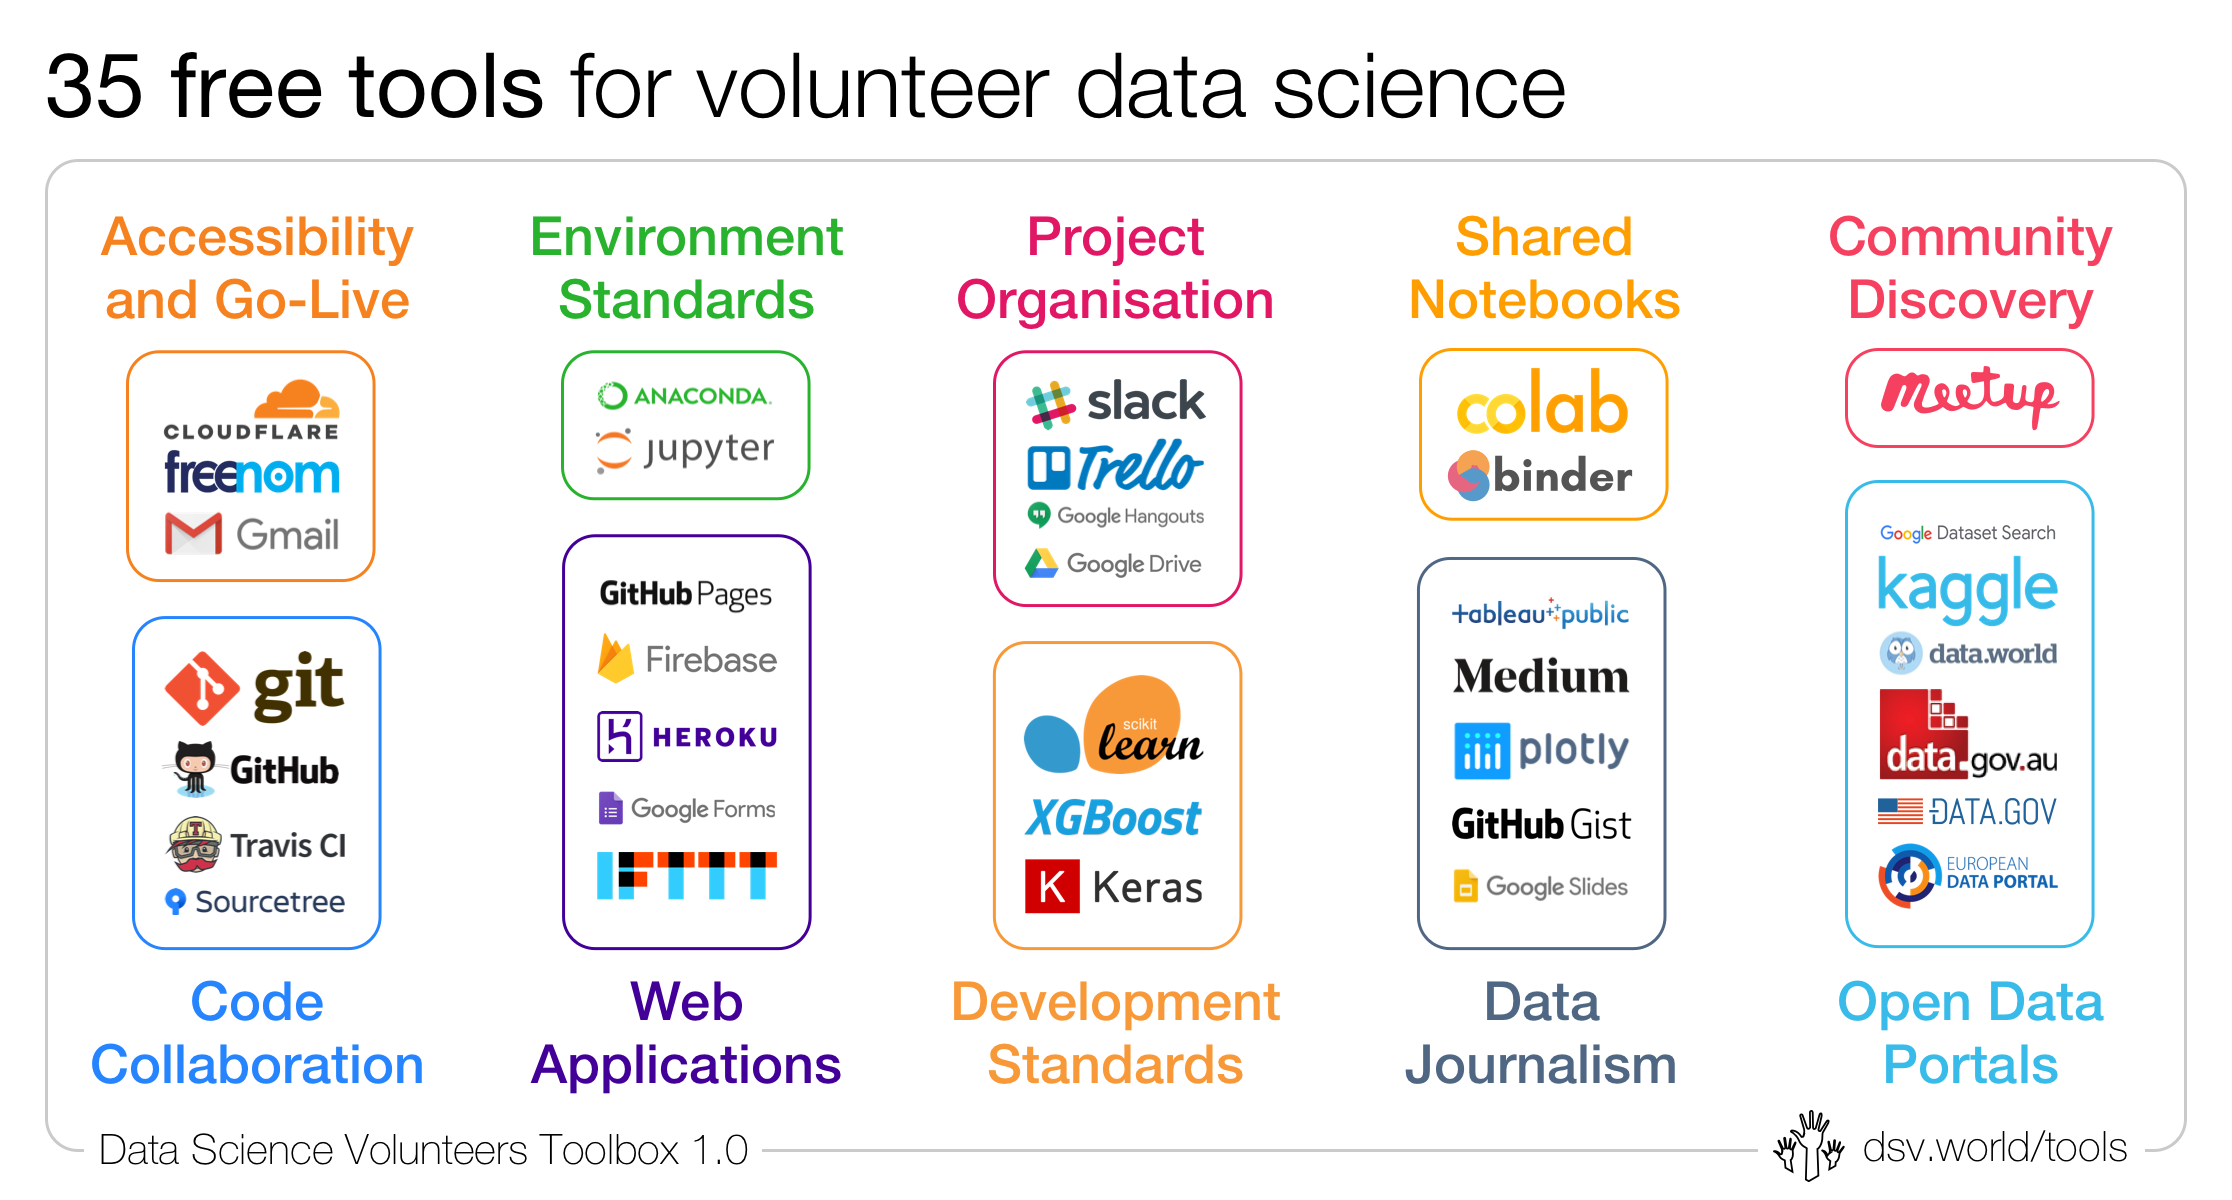 35 free tools for volunteer data science
Accessibility
and Go-Live
CLOUDFLARE
freenom
Gmail
git
GitHub
Travis CI
Sourcetree
Code
Collaboration
Environment
Standards
ANACONDA.
jupyter
GitHub Pages
Firebase
HEROKU
Google Forms
IFTTT
Web
Applications
Project
Organisation
slack
Trello
Google Hangouts
Google Drive
scikit
learn
XGBoost
K Keras
Development
Standards
Shared
Notebooks
colab
binder
tableau public
Medium
plotly
GitHub Gist
Google Slides
Data
Journalism
Community
Discovery
meetup
Google Dataset Search
kaggle
data.world
data.gov.au
DATA.GOV
EUROPEAN
DATA PORTAL
Open Data
Portals
Data Science Volunteers Toolbox 1.0
dsv.world/tools